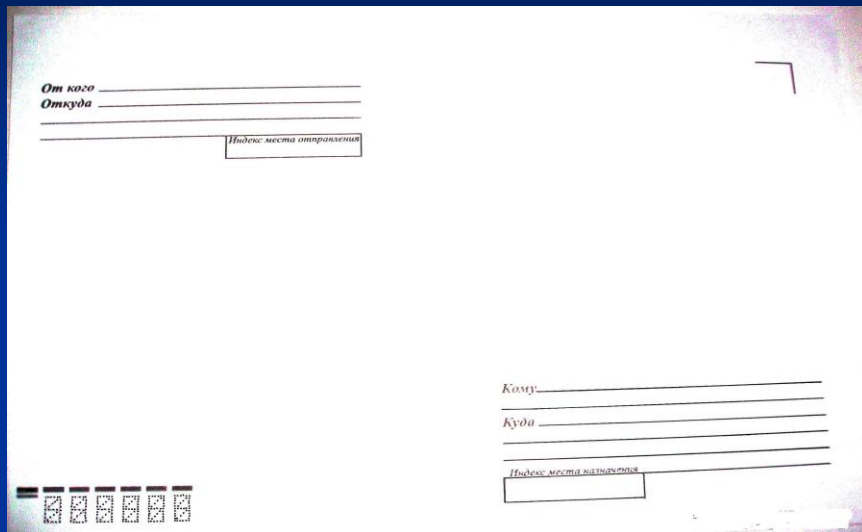 От кого
Откуда
Индекс места отправления
Кому
Куда
Индекс места назначения